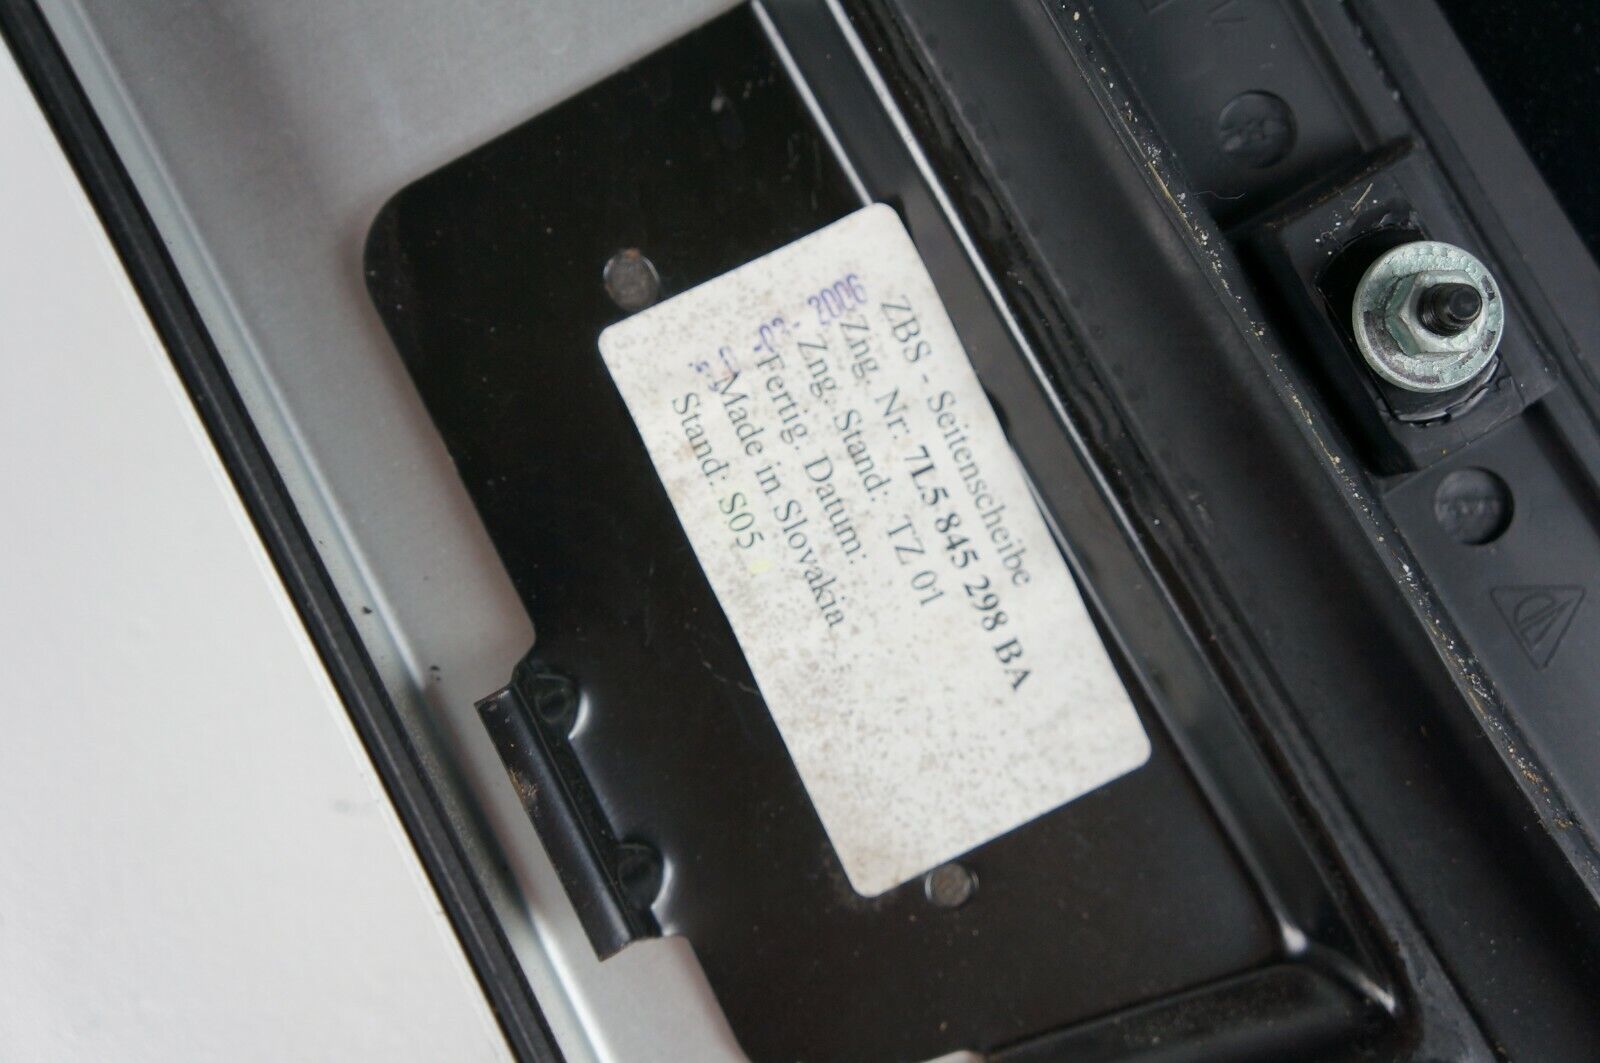 ZBS - Seitenscheibe
Zng. Nr. 7L5 845 298 BA
Zng. Stand: TZ 01
Fertig. Datum:
Made in Slovakia
Stand: S05
03- 2006